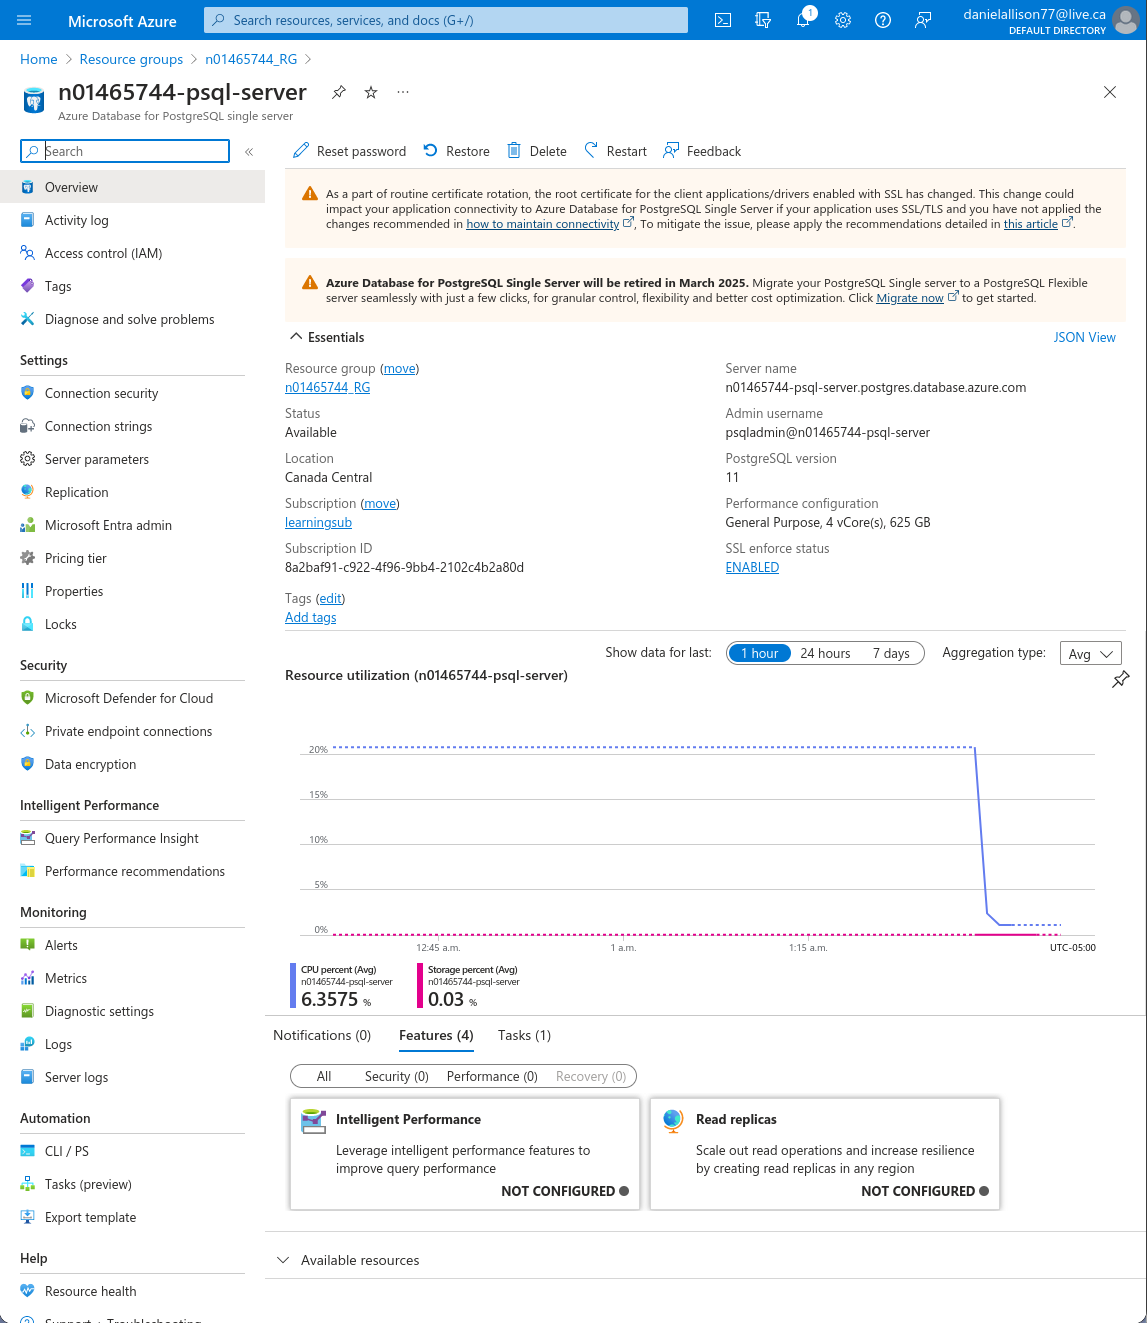 Microsoft Azure
Search resources, services, and docs (G+/)
1
danielallison77@live.ca
DEFAULT DIRECTORY
Home > Resource groups > n01465744_RG >
n01465744-psql-server
Azure Database for PostgreSQL single server
Search
Overview
Activity log
Access control (IAM)
Tags
Diagnose and solve problems
Settings
Connection security
Connection strings
Server parameters
Replication
Microsoft Entra admin
Pricing tier
Properties
Locks
Security
Microsoft Defender for Cloud
Private endpoint connections
Data encryption
Intelligent Performance
Query Performance Insight
Performance recommendations
Monitoring
Alerts
Metrics
Diagnostic settings
Logs
Server logs
Automation
CLI / PS
Tasks (preview)
Export template
Help
Resource health
Support + Troubleshooting
Reset password Restore Delete Restart Feedback
As a part of routine certificate rotation, the root certificate for the client applications/drivers enabled with SSL has changed. This change could
impact your application connectivity to Azure Database for PostgreSQL Single Server if your application uses SSL/TLS and you have not applied the
changes recommended in how to maintain connectivity, To mitigate the issue, please apply the recommendations detailed in this article.
Azure Database for PostgreSQL Single Server will be retired in March 2025. Migrate your PostgreSQL Single server to a PostgreSQL Flexible
server seamlessly with just a few clicks, for granular control, flexibility and better cost optimization. Click Migrate now to get started.
Essentials
JSON View
Resource group (move)
n01465744_RG
Status
Available
Location
Canada Central
Subscription (move)
learningsub
Subscription ID
8a2baf91-c922-4f96-9bb4-2102c4b2a80d
Tags (edit)
Add tags
Server name
n01465744-psql-server.postgres.database.azure.com
Admin username
psqladmin@n01465744-psql-server
PostgreSQL version
11
Performance configuration
General Purpose, 4 vCore(s), 625 GB
SSL enforce status
ENABLED
Show data for last: 1 hour 24 hours 7 days Aggregation type: Avg
Resource utilization (n01465744-psql-server)
20%
15%
10%
5%
0%
12:45 a.m. 1 a.m. 1:15 a.m. UTC-05:00
CPU percent (Avg)
n01465744-psql-server
6.3575 %
Storage percent (Avg)
n01465744-psql-server
0.03 %
Notifications (0) Features (4) Tasks (1)
All Security (0) Performance (0) Recovery (0)
Intelligent Performance
Leverage intelligent performance features to
improve query performance
NOT CONFIGURED
Read replicas
Scale out read operations and increase resilience
by creating read replicas in any region
NOT CONFIGURED
Available resources